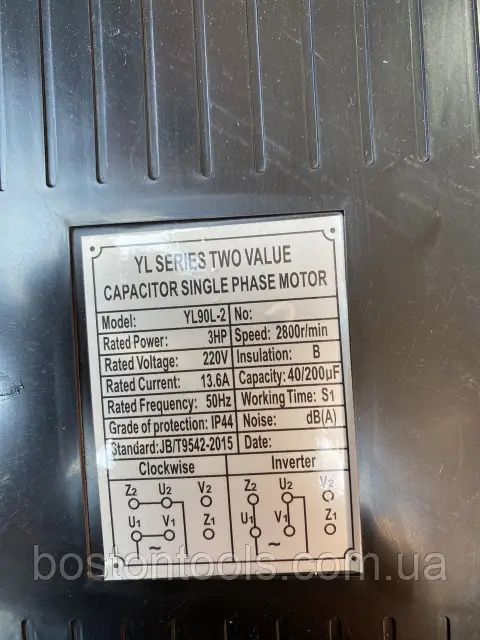 YL SERIES TWO VALUE
CAPACITOR SINGLE PHASE MOTOR
Model: YL90L-2 No:
Rated Power: 3HP Speed: 2800r/min
Rated Voltage: 220V Insulation: B
Rated Current: 13.6A Capacity: 40/200µF
Rated Frequency: 50Hz Working Time: S1
Grade of protection: IP44 Noise: dB(A)
Standard:JB/T9542-2015 Date:
Clockwise Inverter
Z2 U2 V2 Z2 U2 V2
U1 V1 Z1 U1 V1 Z1
~ ~
bostontools.com.ua